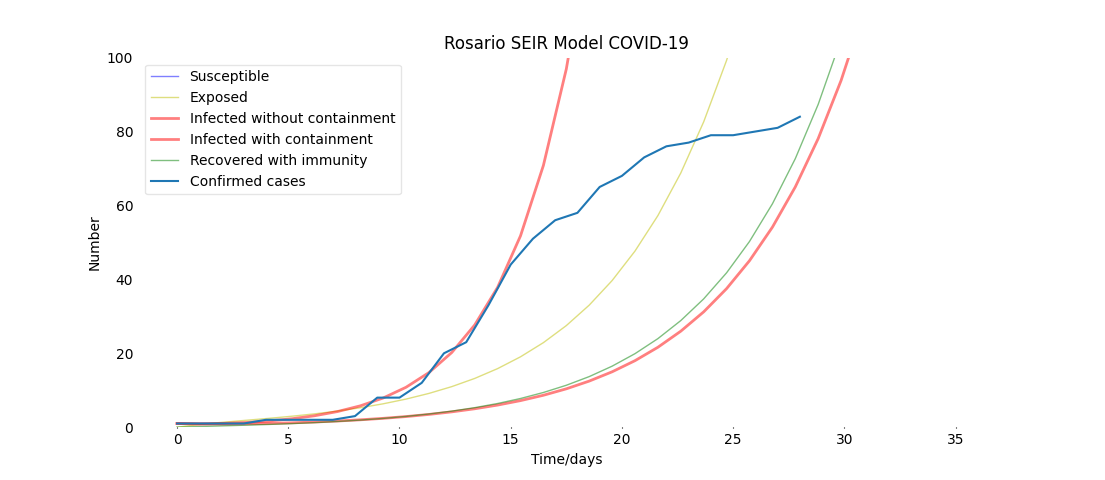 Rosario SEIR Model COVID-19
Susceptible
Exposed
Infected without containment
Infected with containment
Recovered with immunity
Confirmed cases
100
80
60
40
20
0
Number
0 5 10 15 20 25 30 35
Time/days